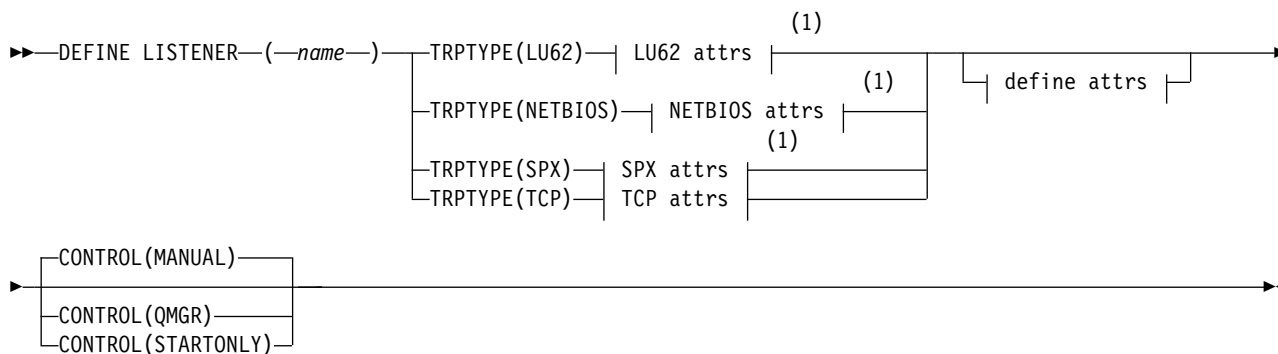 (1)
DEFINE LISTENER ( name ) TRPTYPE(LU62) LU62 attrs
(1)
define attrs
TRPTYPE(NETBIOS) NETBIOS attrs
(1)
TRPTYPE(SPX) SPX attrs
TRPTYPE(TCP) TCP attrs
CONTROL(MANUAL)
CONTROL(QMGR)
CONTROL(STARTONLY)